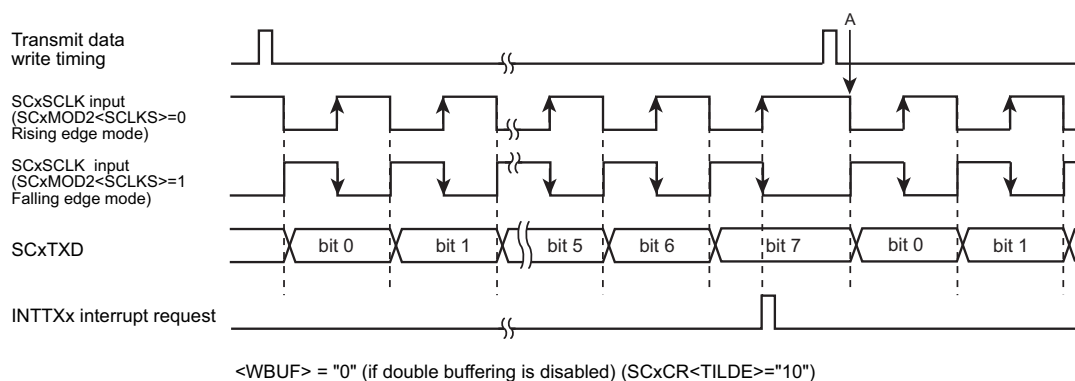 Transmit data
write timing
A
SCxSCLK input
(SCxMOD2<SCLKS>=0
Rising edge mode)
SCxSCLK input
(SCxMOD2<SCLKS>=1
Falling edge mode)
SCxTXD
bit 0 bit 1 bit 5 bit 6 bit 7 bit 0 bit 1
INTTXx interrupt request
<WBUF> = "0" (if double buffering is disabled) (SCxCR<TILDE>="10")